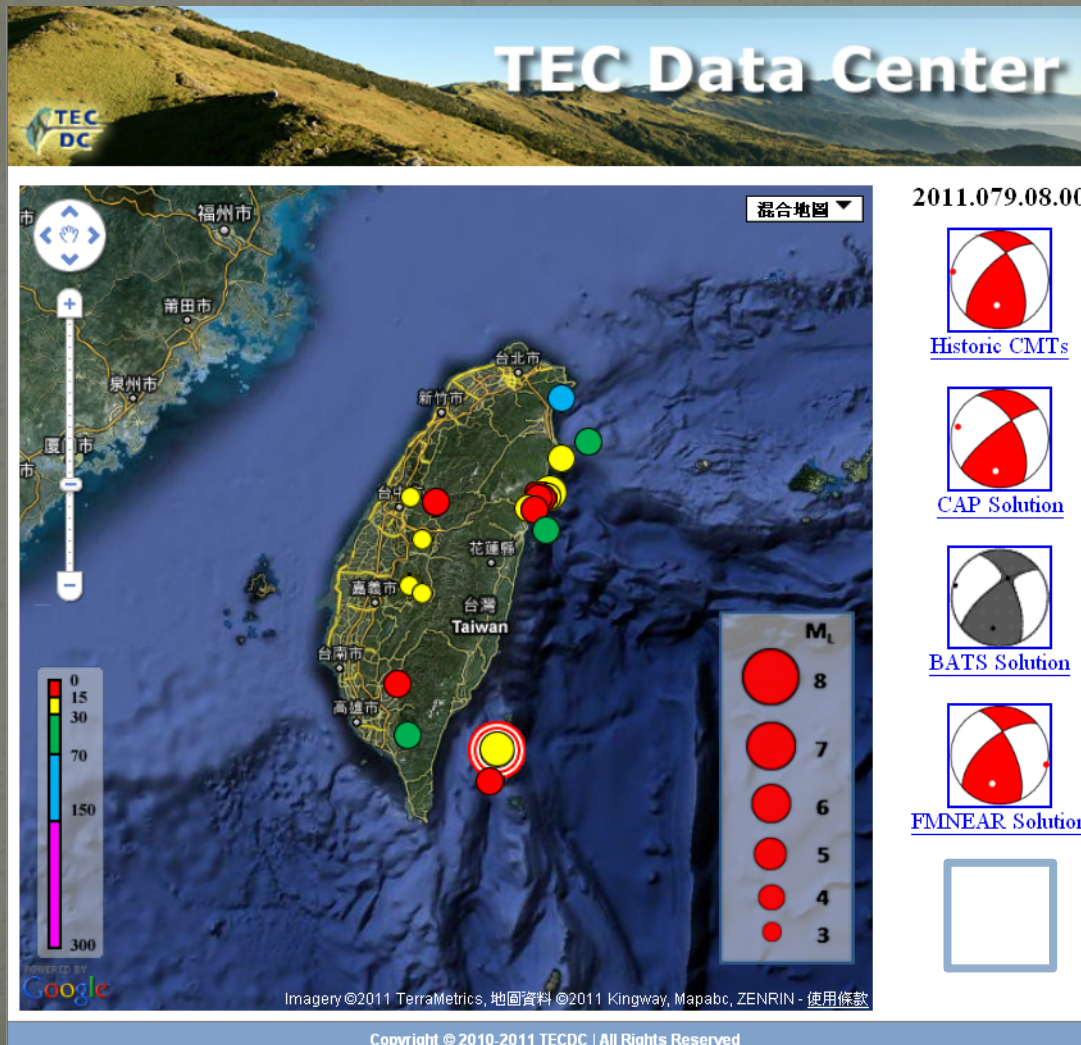 TEC Data Center
TEC
DC
2011.079.08.00
混合地圖
福州市
市
莆田市
泉州市
厦门市
市
台北市
新竹市
花蓮縣
嘉義市
台灣
Taiwan
台南市
高雄市
0
15
30
70
150
300
ML
8
7
6
5
4
3
Historic CMTs
CAP Solution
BATS Solution
FMNEAR Solution
POWERED BY
Google
Imagery ©2011 TerraMetrics, 地圖資料 ©2011 Kingway, Mapabc, ZENRIN - 使用條款
Copyright © 2010-2011 TECDC | All Rights Reserved